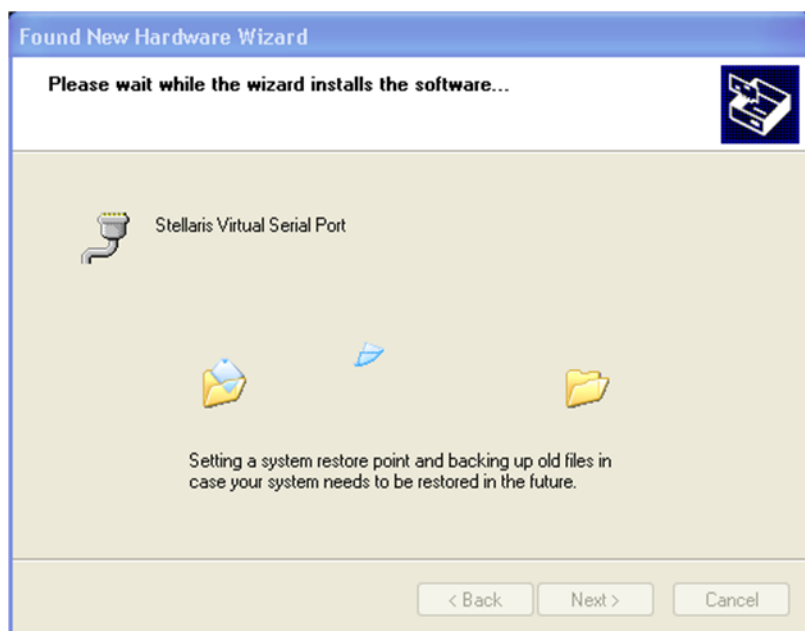 Found New Hardware Wizard
Please wait while the wizard installs the software...
Stellaris Virtual Serial Port
Setting a system restore point and backing up old files in
case your system needs to be restored in the future.
< Back Next > Cancel